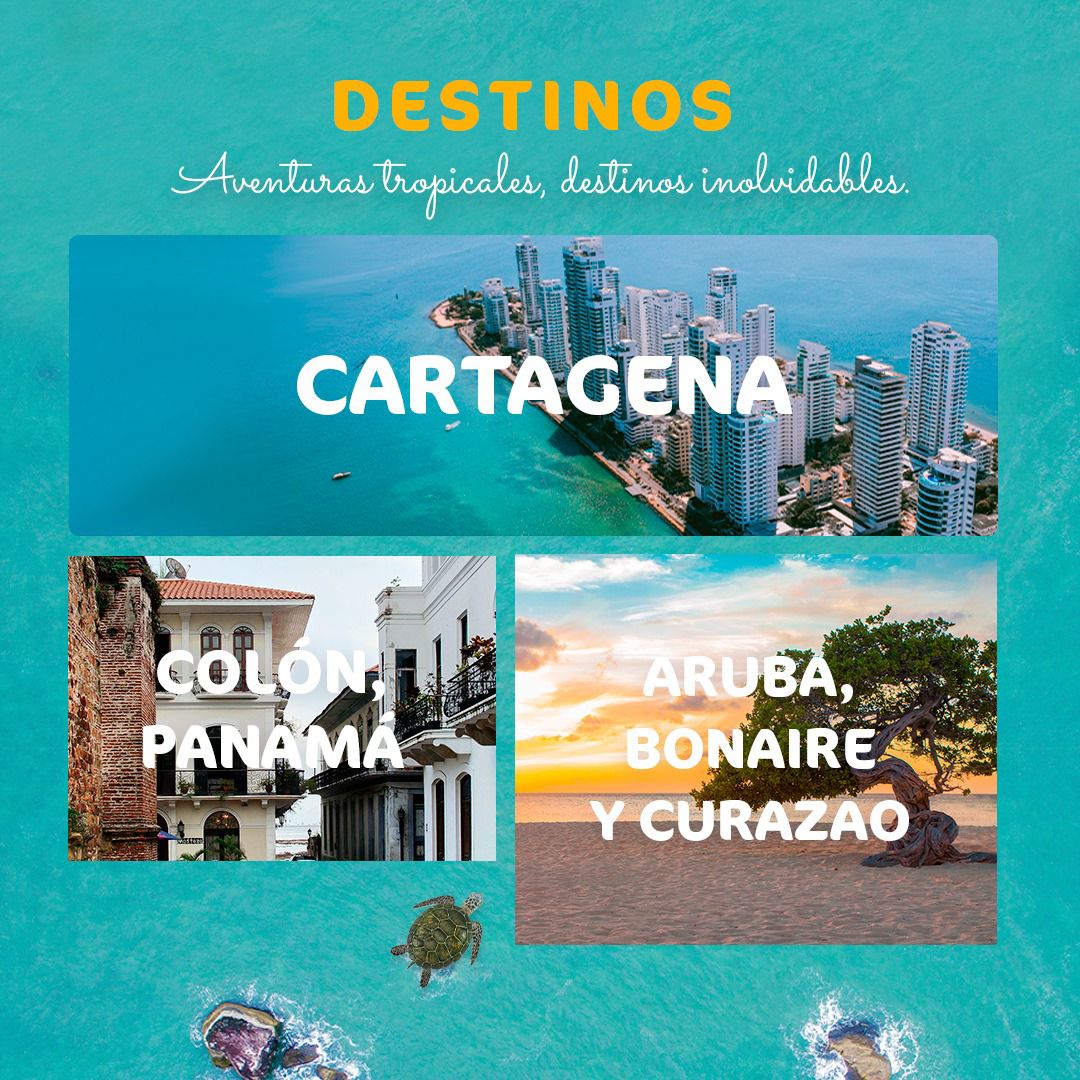 DESTINOS
Aventuras tropicales, destinos inolvidables.
CARTAGENA
COLÓN,
PANAMÁ
ARUBA,
BONAIRE
Y CURAZAO